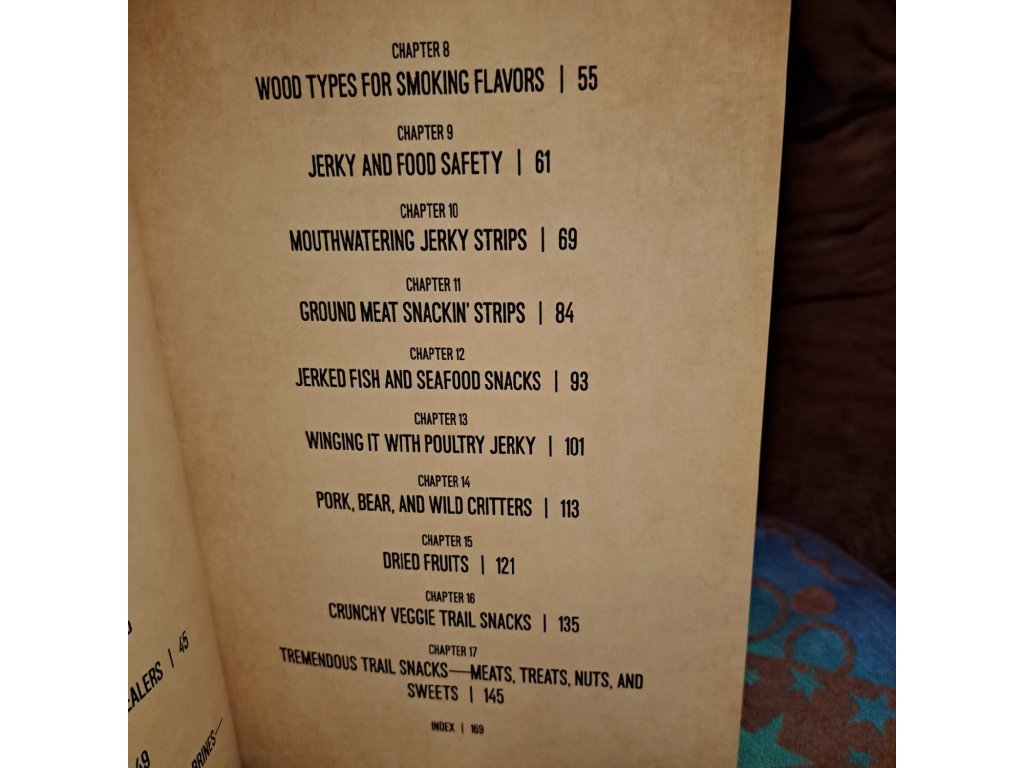 CHAPTER 8
WOOD TYPES FOR SMOKING FLAVORS | 55
CHAPTER 9
JERKY AND FOOD SAFETY | 61
CHAPTER 10
MOUTHWATERING JERKY STRIPS | 69
CHAPTER 11
GROUND MEAT SNACKIN' STRIPS | 84
CHAPTER 12
JERKED FISH AND SEAFOOD SNACKS | 93
CHAPTER 13
WINGING IT WITH POULTRY JERKY | 101
CHAPTER 14
PORK, BEAR, AND WILD CRITTERS | 113
CHAPTER 15
DRIED FRUITS | 121
CHAPTER 16
CRUNCHY VEGGIE TRAIL SNACKS | 135
CHAPTER 17
TREMENDOUS TRAIL SNACKS—MEATS, TREATS, NUTS, AND
SWEETS | 145
INDEX | 169
EALERS | 45
BRINES—
49